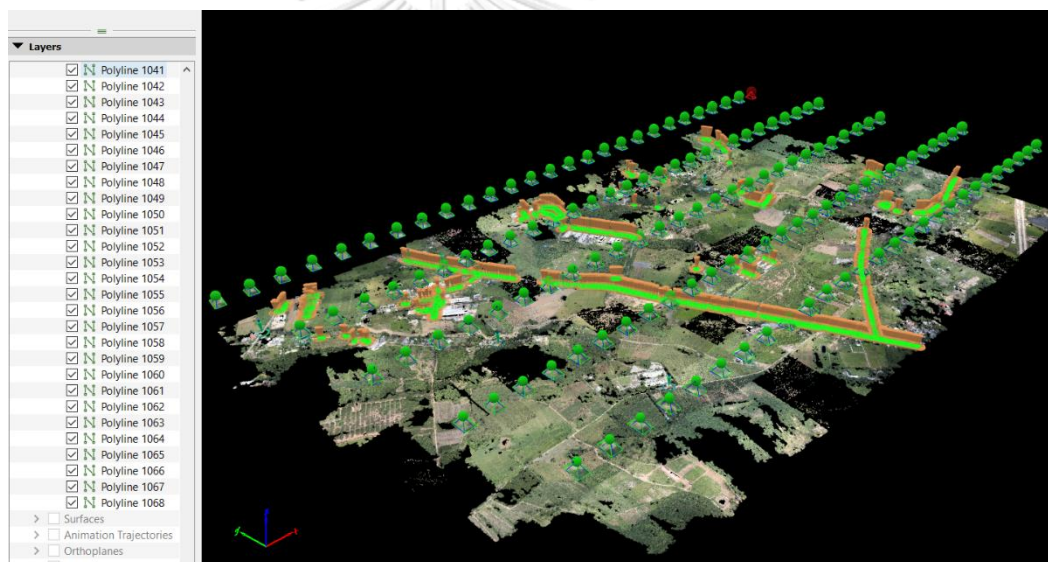 Layers
Polyline 1041
Polyline 1042
Polyline 1043
Polyline 1044
Polyline 1045
Polyline 1046
Polyline 1047
Polyline 1048
Polyline 1049
Polyline 1050
Polyline 1051
Polyline 1052
Polyline 1053
Polyline 1054
Polyline 1055
Polyline 1056
Polyline 1057
Polyline 1058
Polyline 1059
Polyline 1060
Polyline 1061
Polyline 1062
Polyline 1063
Polyline 1064
Polyline 1065
Polyline 1066
Polyline 1067
Polyline 1068
Surfaces
Animation Trajectories
Orthoplanes